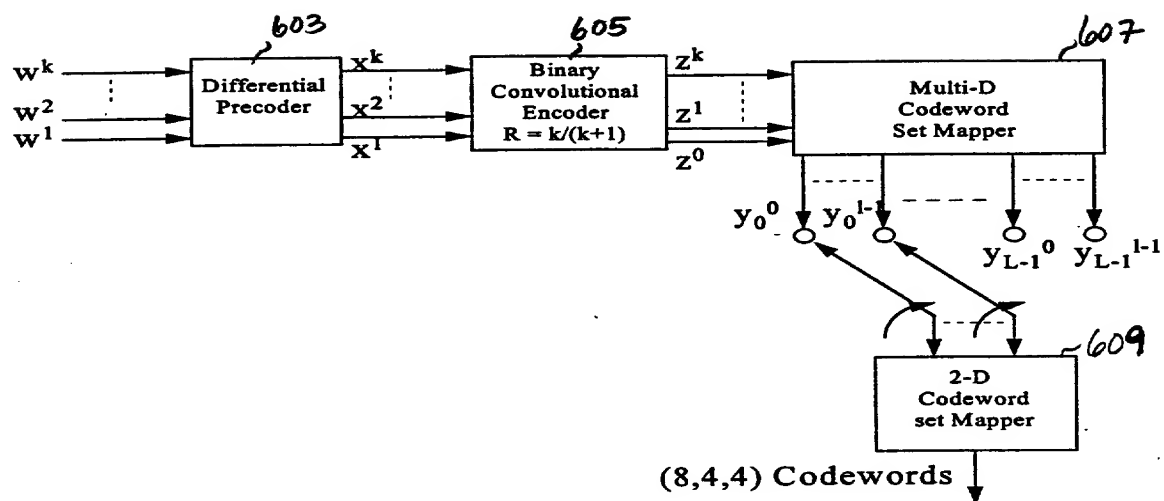 603
605
607
w^k
w^2
w^1
Differential
Precoder
x^k
x^2
x^1
Binary
Convolutional
Encoder
R = k/(k+1)
z^k
z^1
z^0
Multi-D
Codeword
Set Mapper
y_0^0
y_0^l-1
y_L-1^0
y_L-1^l-1
609
2-D
Codeword
set Mapper
(8,4,4) Codewords